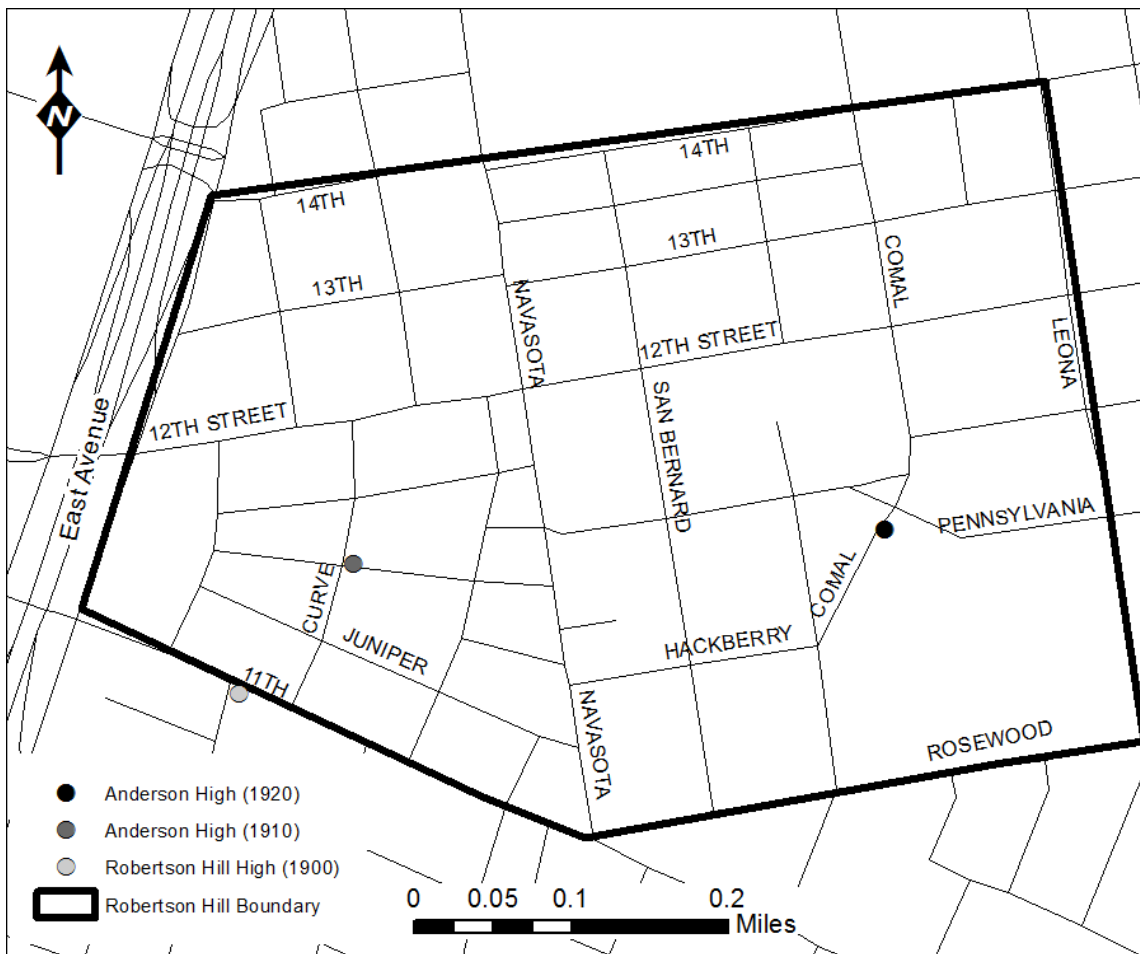 N
14TH
14TH
13TH
13TH
COMAL
NAVASOTA
12TH STREET
LEONA
12TH STREET
SAN BERNARD
East Avenue
PENNSYLVANIA
COMAL
CURVE
JUNIPER
HACKBERRY
11TH
NAVASOTA
ROSEWOOD
Anderson High (1920)
Anderson High (1910)
Robertson Hill High (1900)
Robertson Hill Boundary
0 0.05 0.1 0.2
Miles